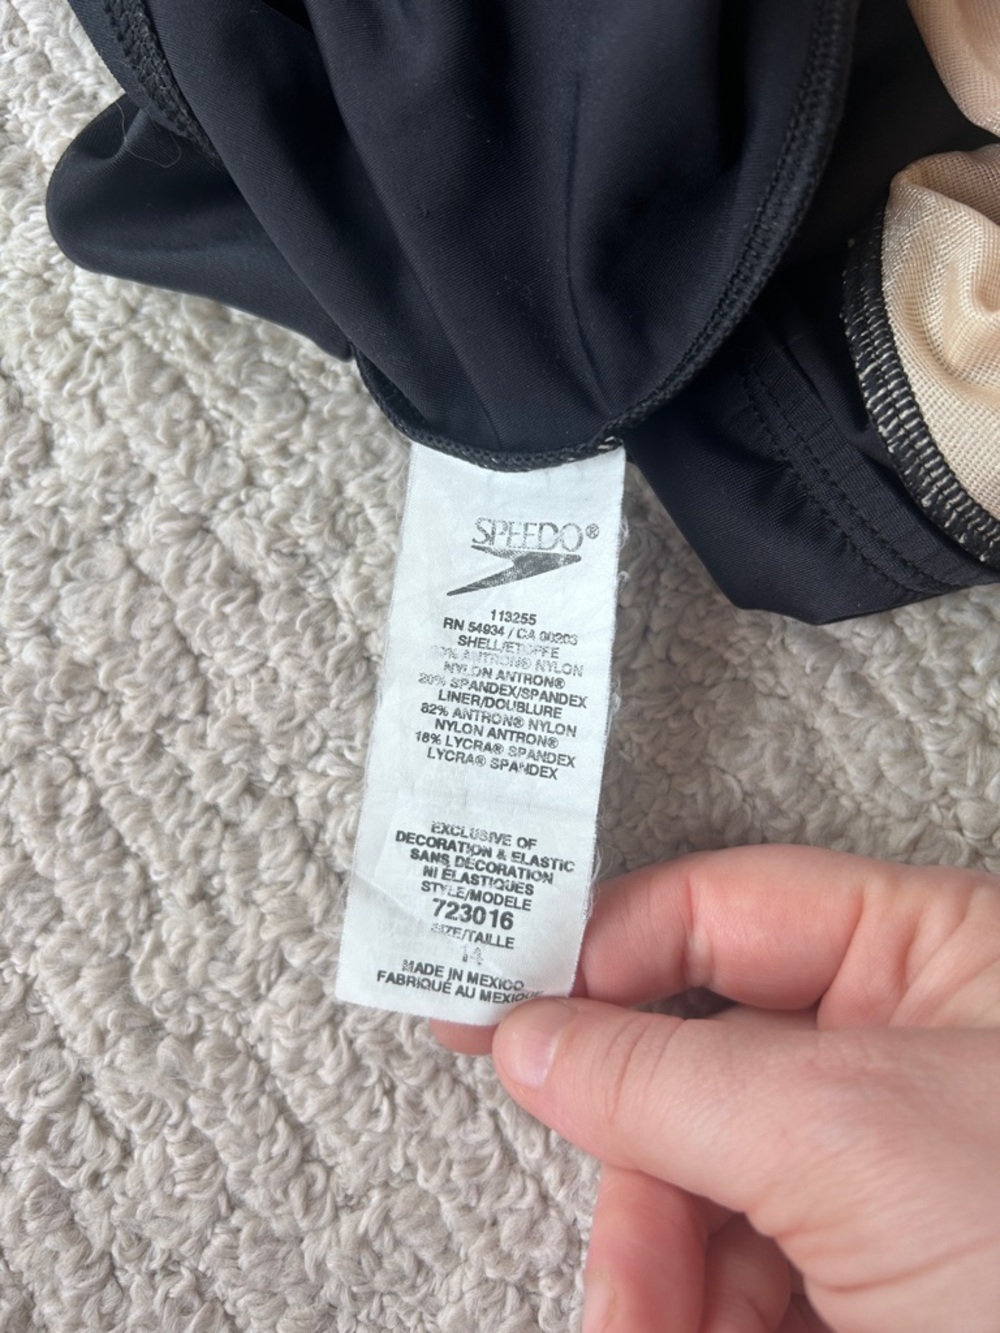 SPEEDO®
113255
RN 54934 / CA 00203
SHELL/ETOFFE
ANTRON® NYLON
NYLON ANTRON®
20% SPANDEX/SPANDEX
LINER/DOUBLURE
82% ANTRON® NYLON
NYLON ANTRON®
18% LYCRA® SPANDEX
LYCRA® SPANDEX
EXCLUSIVE OF
DECORATION & ELASTIC
SANS DECORATION
NI ELASTIQUES
STYLE/MODELE
723016
SIZE/TAILLE
14
MADE IN MEXICO
FABRIQUÉ AU MEXIQUE